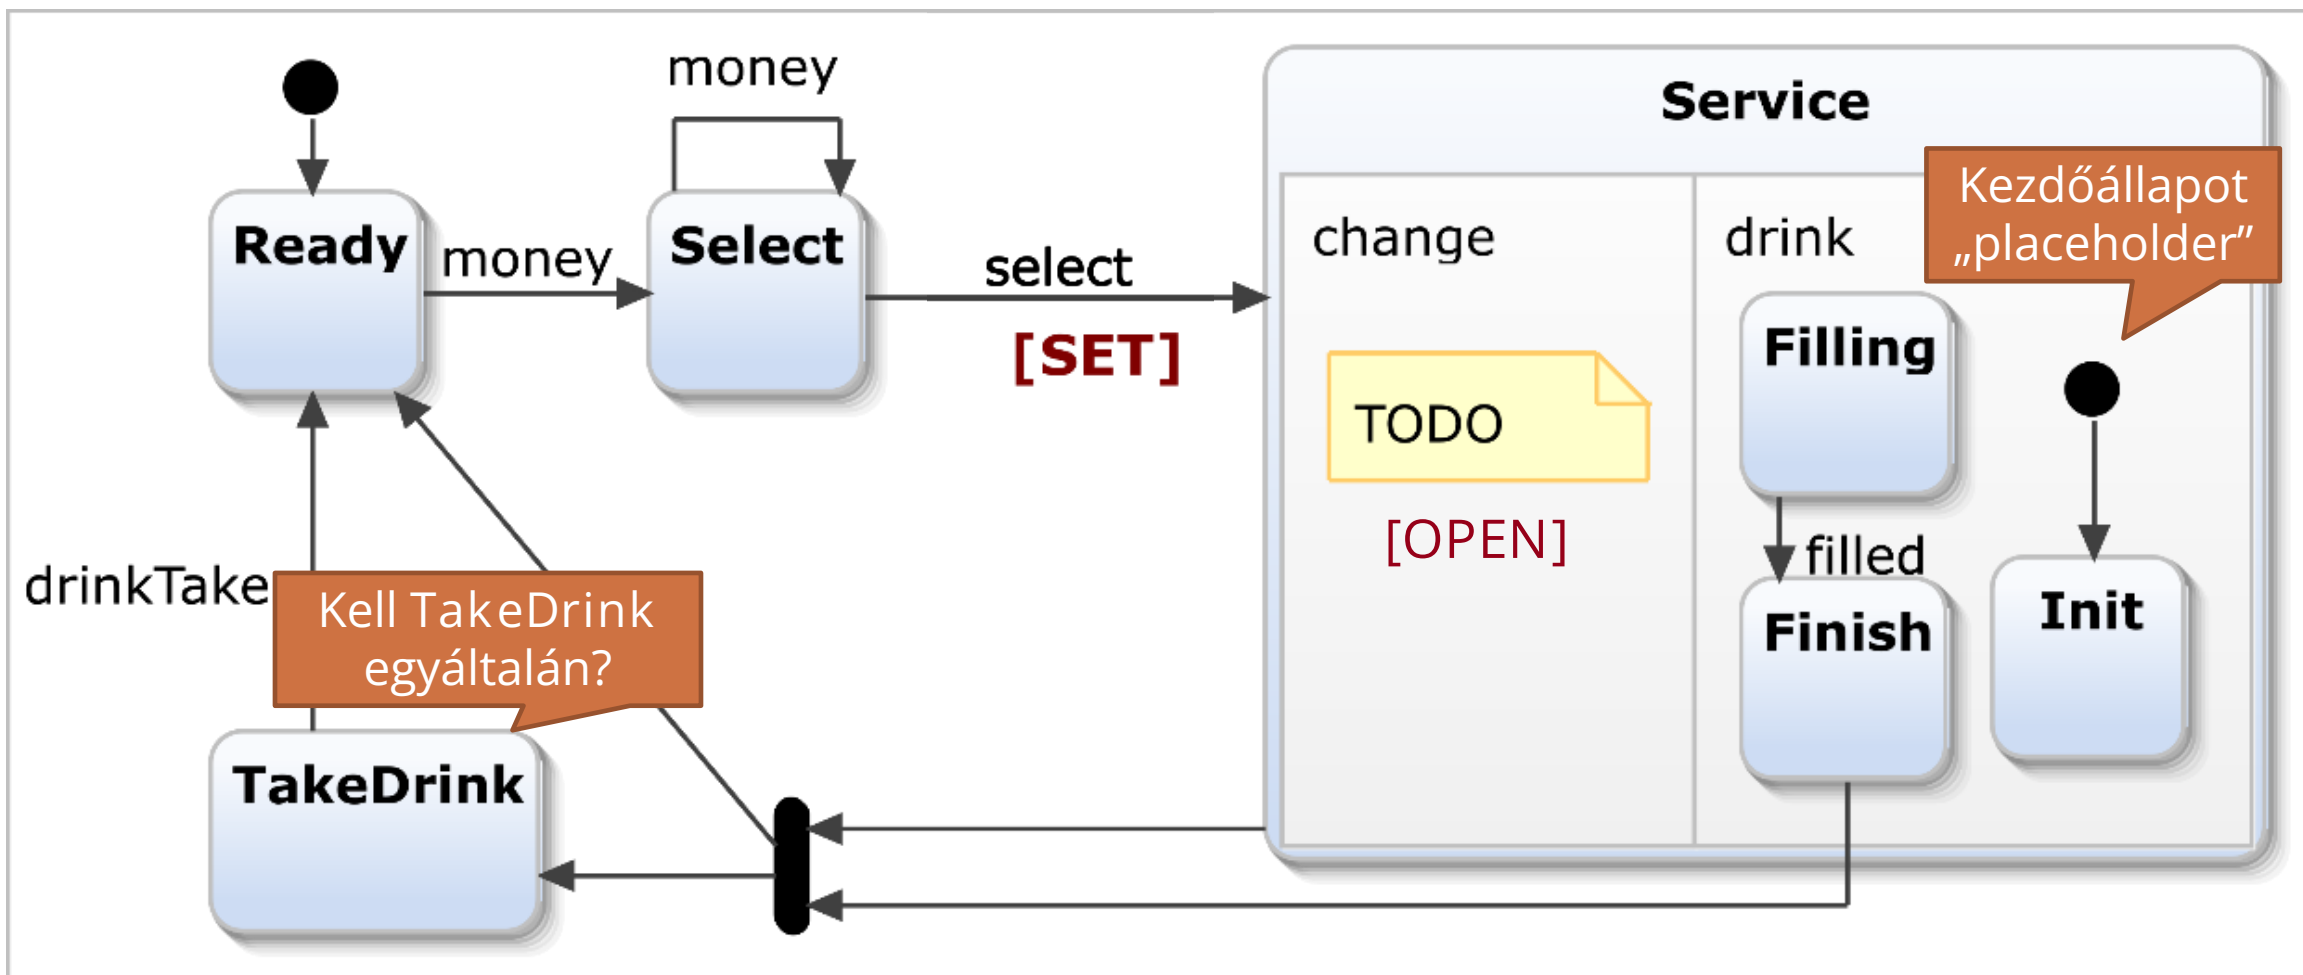 money
Service
Kezdőállapot
„placeholder”
Ready
money
Select
select
[SET]
change
drink
Filling
TODO
[OPEN]
filled
drinkTake
Kell TakeDrink
egyáltalán?
Finish
Init
TakeDrink